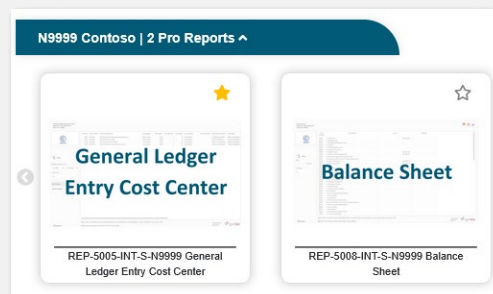 N9999 Contoso | 2 Pro Reports
General Ledger
Entry Cost Center
REP-5005-INT-S-N9999 General
Ledger Entry Cost Center
Balance Sheet
REP-5008-INT-S-N9999 Balance
Sheet